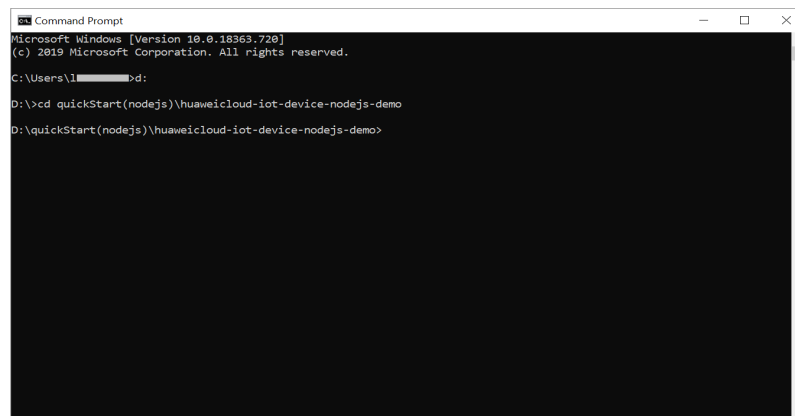 Command Prompt
Microsoft Windows [Version 10.0.18363.720]
(c) 2019 Microsoft Corporation. All rights reserved.
C:\Users\l >d:
D:\>cd quickStart(nodejs)\huaweicloud-iot-device-nodejs-demo
D:\quickStart(nodejs)\huaweicloud-iot-device-nodejs-demo>